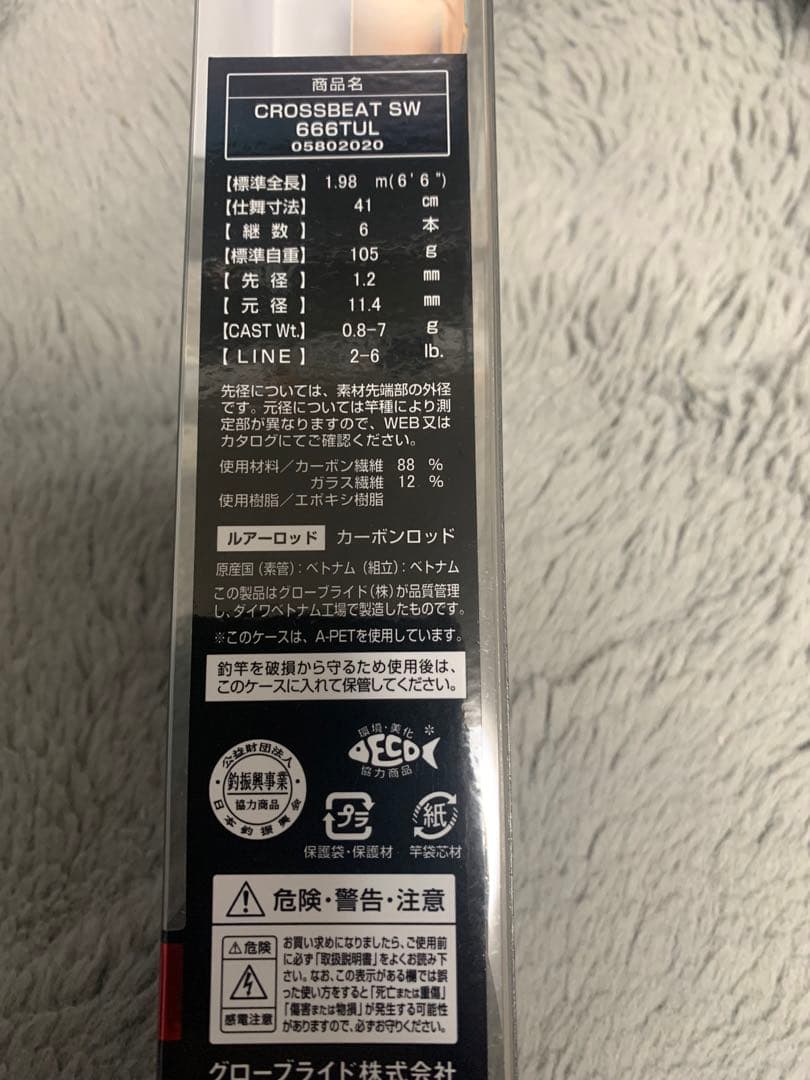 商品名
CROSSBEAT SW
666TUL
05802020
【標準全長】 1.98 m(6'6")
【仕舞寸法】 41 cm
【継数】 6 本
【標準自重】 105 g
【先径】 1.2 mm
【元径】 11.4 mm
【CAST Wt.】 0.8-7 g
【LINE】 2-6 lb.
先径については、素材先端部の外径
です。元径については竿種により測
定部が異なりますので、WEB又は
カタログにてご確認ください。
使用材料/カーボン繊維 88 %
ガラス繊維 12 %
使用樹脂/エポキシ樹脂
ルアーロッド カーボンロッド
原産国(素管):ベトナム(組立):ベトナム
この製品はグローブライド(株)が品質管理
し、ダイワベトナム工場で製造したものです。
※このケースは、A-PETを使用しています。
釣竿を破損から守るため使用後は、
このケースに入れて保管してください。
公益財団法人
釣振興事業
協力商品
日本釣振興会
環境・美化
ECO
協力商品
プラ
保護袋・保護材
紙
竿袋芯材
危険・警告・注意
危険
感電注意
お買い求めになりましたら、ご使用前
に必ず「取扱説明書」をよくお読み下
さい。なお、この表示がある欄では誤
った使い方をすると「死亡または重傷」
「傷害または物損」が発生する可能性
がありますので、必ずお守りください。
グローブライド株式会社